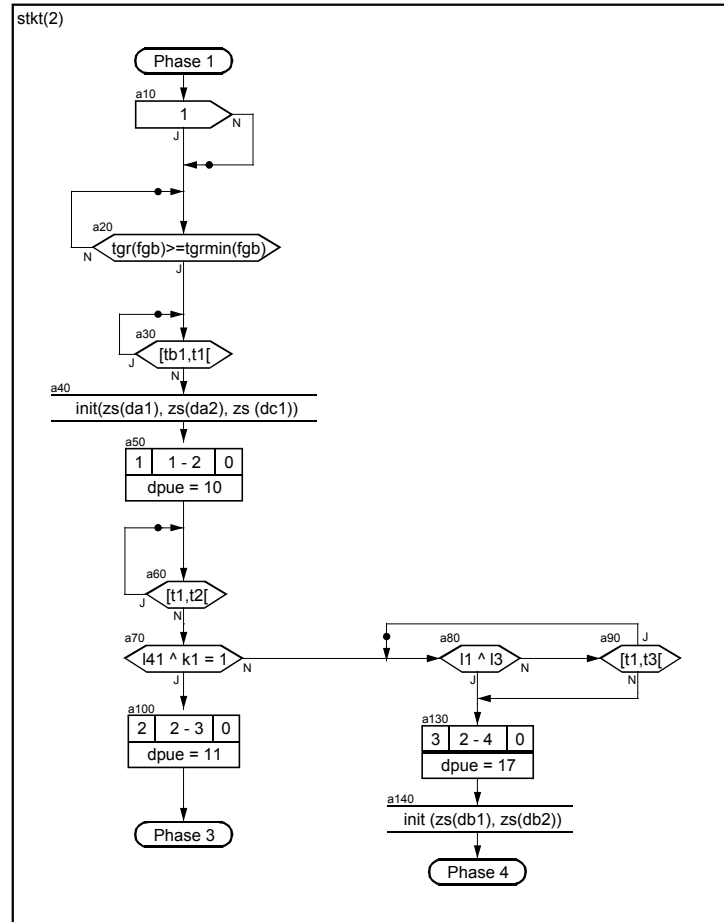 stkt(2)
Phase 1
a10
1
N
J
a20
tgr(fgb)>=tgrmin(fgb)
N
J
a30
[tb1,t1[
J
N
a40
init(zs(da1), zs(da2), zs (dc1))
a50
1 1 - 2 0
dpue = 10
a60
[t1,t2[
J
N
a70
l41 ^ k1 = 1
N
J
a80
l1 ^ l3
N
J
a90
J
[t1,t3[
N
a100
2 2 - 3 0
dpue = 11
Phase 3
a130
3 2 - 4 0
dpue = 17
a140
init (zs(db1), zs(db2))
Phase 4